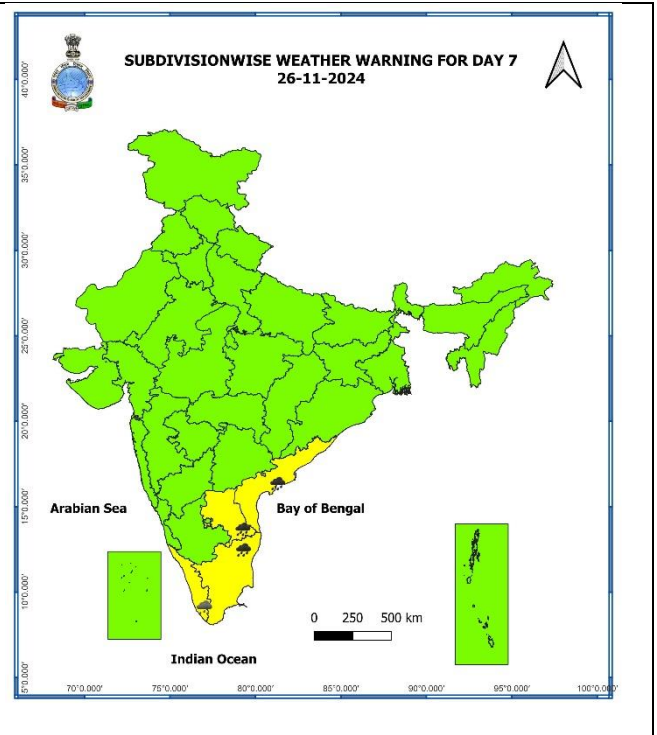 SUBDIVISIONWISE WEATHER WARNING FOR DAY 7
26-11-2024
40°0.000'
35°0.000'
30°0.000'
25°0.000'
20°0.000'
15°0.000'
10°0.000'
5°0.000'
Arabian Sea
Bay of Bengal
0 250 500 km
Indian Ocean
70°0.000' 75°0.000' 80°0.000' 85°0.000' 90°0.000' 95°0.000' 100°0.000'